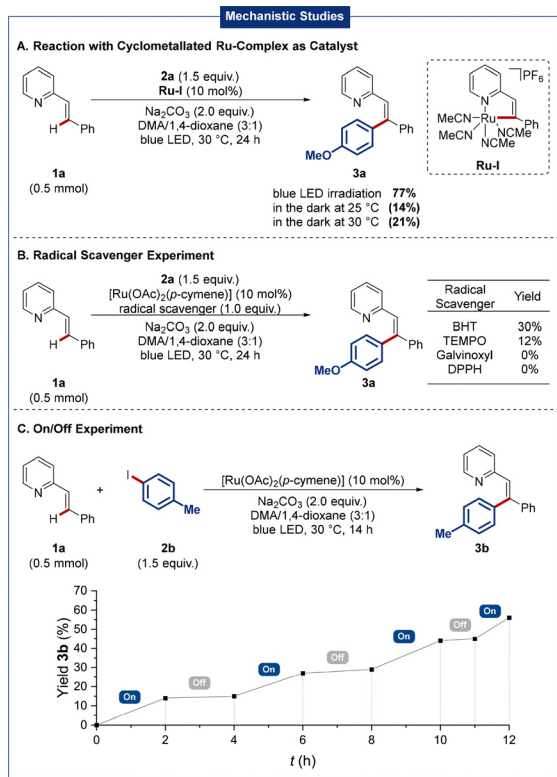 Mechanistic Studies
A. Reaction with Cyclometallated Ru-Complex as Catalyst
N
H
Ph
1a
(0.5 mmol)
2a (1.5 equiv.)
Ru-I (10 mol%)
Na2CO3 (2.0 equiv.)
DMA/1,4-dioxane (3:1)
blue LED, 30 °C, 24 h
N
Ph
MeO
3a
blue LED irradiation 77%
in the dark at 25 °C (14%)
in the dark at 30 °C (21%)
PF6
N
MeCN
Ru
Ph
MeCN
NCMe
NCMe
Ru-I
B. Radical Scavenger Experiment
N
H
Ph
1a
(0.5 mmol)
2a (1.5 equiv.)
[Ru(OAc)2(p-cymene)] (10 mol%)
radical scavenger (1.0 equiv.)
Na2CO3 (2.0 equiv.)
DMA/1,4-dioxane (3:1)
blue LED, 30 °C, 24 h
N
Ph
MeO
3a
Radical Scavenger Yield
BHT 30%
TEMPO 12%
Galvinoxyl 0%
DPPH 0%
C. On/Off Experiment
N
H
Ph
1a
(0.5 mmol)
+
I
Me
2b
(1.5 equiv.)
[Ru(OAc)2(p-cymene)] (10 mol%)
Na2CO3 (2.0 equiv.)
DMA/1,4-dioxane (3:1)
blue LED, 30 °C, 14 h
N
Ph
Me
3b
Yield 3b (%)
70
60
50
40
30
20
10
0
On
Off
On
Off
On
Off
On
0 2 4 6 8 10 11 12
t (h)